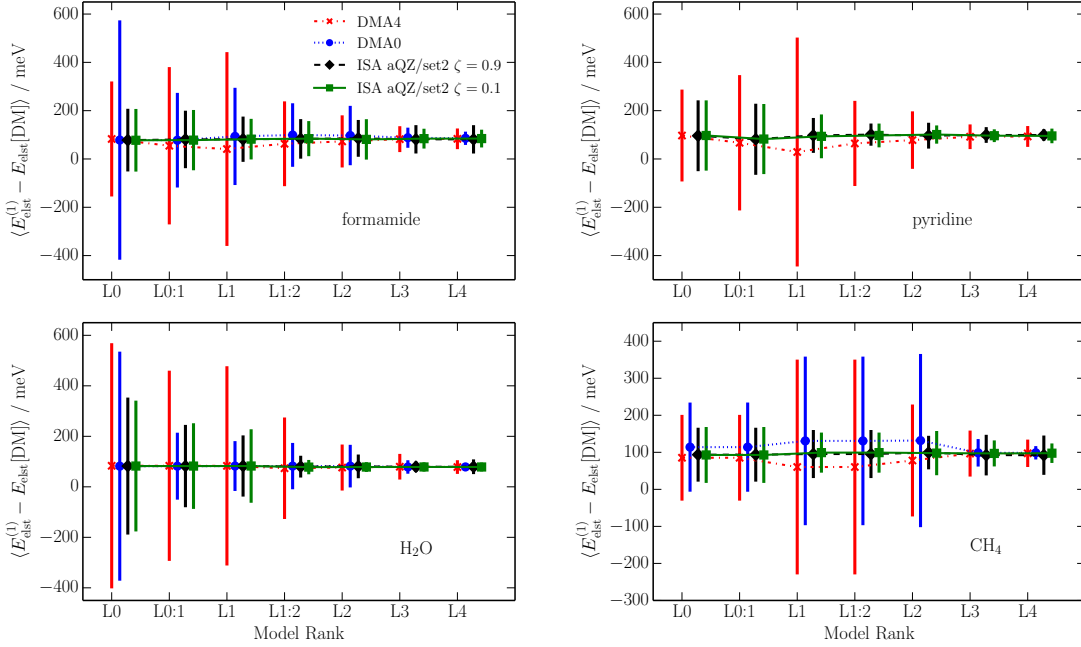 ⟨E_elst^(1) − E_elst[DM]⟩ / meV
600
400
200
0
−200
−400
DMA4
DMA0
ISA aQZ/set2 ζ = 0.9
ISA aQZ/set2 ζ = 0.1
formamide
L0 L0:1 L1 L1:2 L2 L3 L4
⟨E_elst^(1) − E_elst[DM]⟩ / meV
600
400
200
0
−200
−400
pyridine
L0 L0:1 L1 L1:2 L2 L3 L4
⟨E_elst^(1) − E_elst[DM]⟩ / meV
600
400
200
0
−200
−400
H₂O
L0 L0:1 L1 L1:2 L2 L3 L4
Model Rank
⟨E_elst^(1) − E_elst[DM]⟩ / meV
400
300
200
100
0
−100
−200
−300
CH₄
L0 L0:1 L1 L1:2 L2 L3 L4
Model Rank